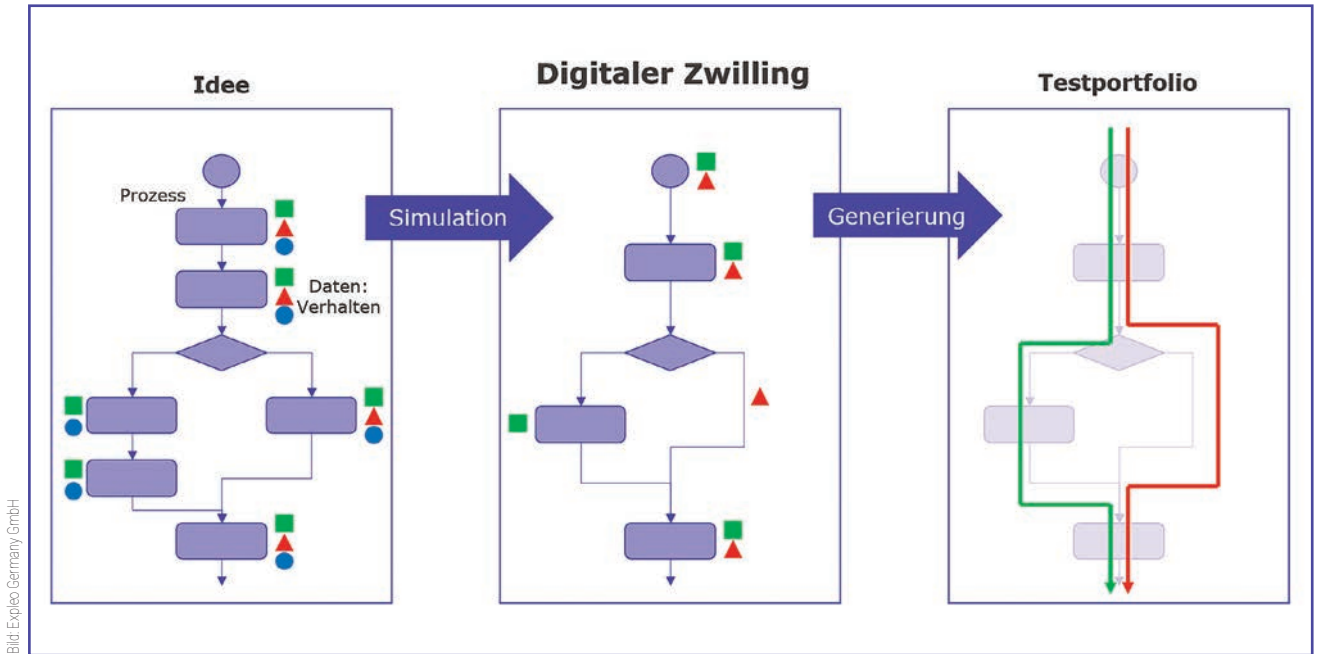 Idee
Digitaler Zwilling
Testportfolio
Prozess
Daten:
Verhalten
Simulation
Generierung
Bild: Expleo Germany GmbH